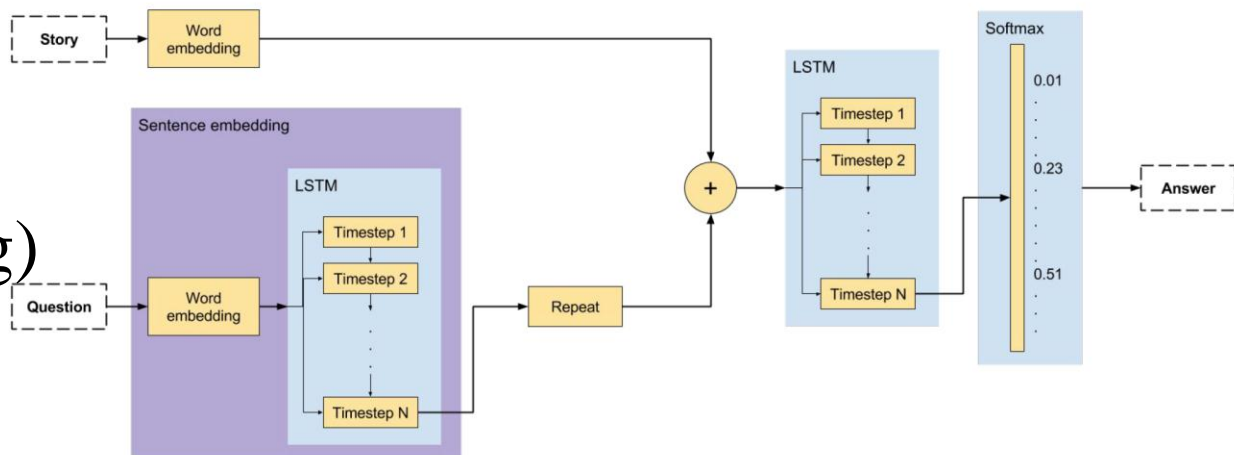 Story
Word
embedding
Sentence embedding
g)
Question
Word
embedding
LSTM
Timestep 1
Timestep 2
.
.
.
Timestep N
Repeat
+
LSTM
Timestep 1
Timestep 2
.
.
.
Timestep N
Softmax
0.01
.
.
.
.
0.23
.
.
.
.
0.51
.
.
.
Answer